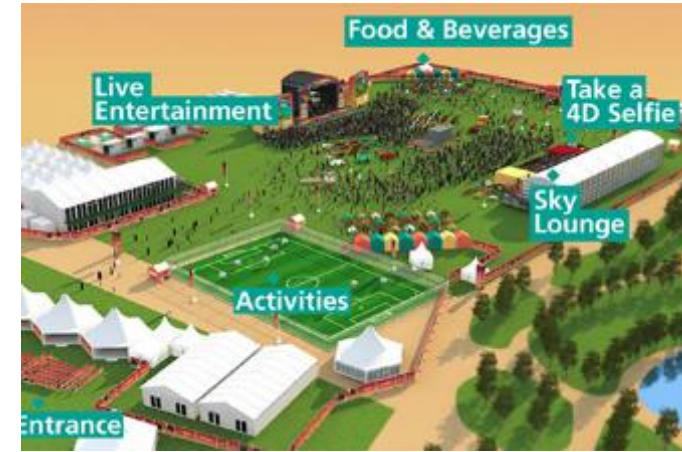 Food & Beverages
Live
Entertainment
Take a
4D Selfie
Sky
Lounge
Activities
Entrance